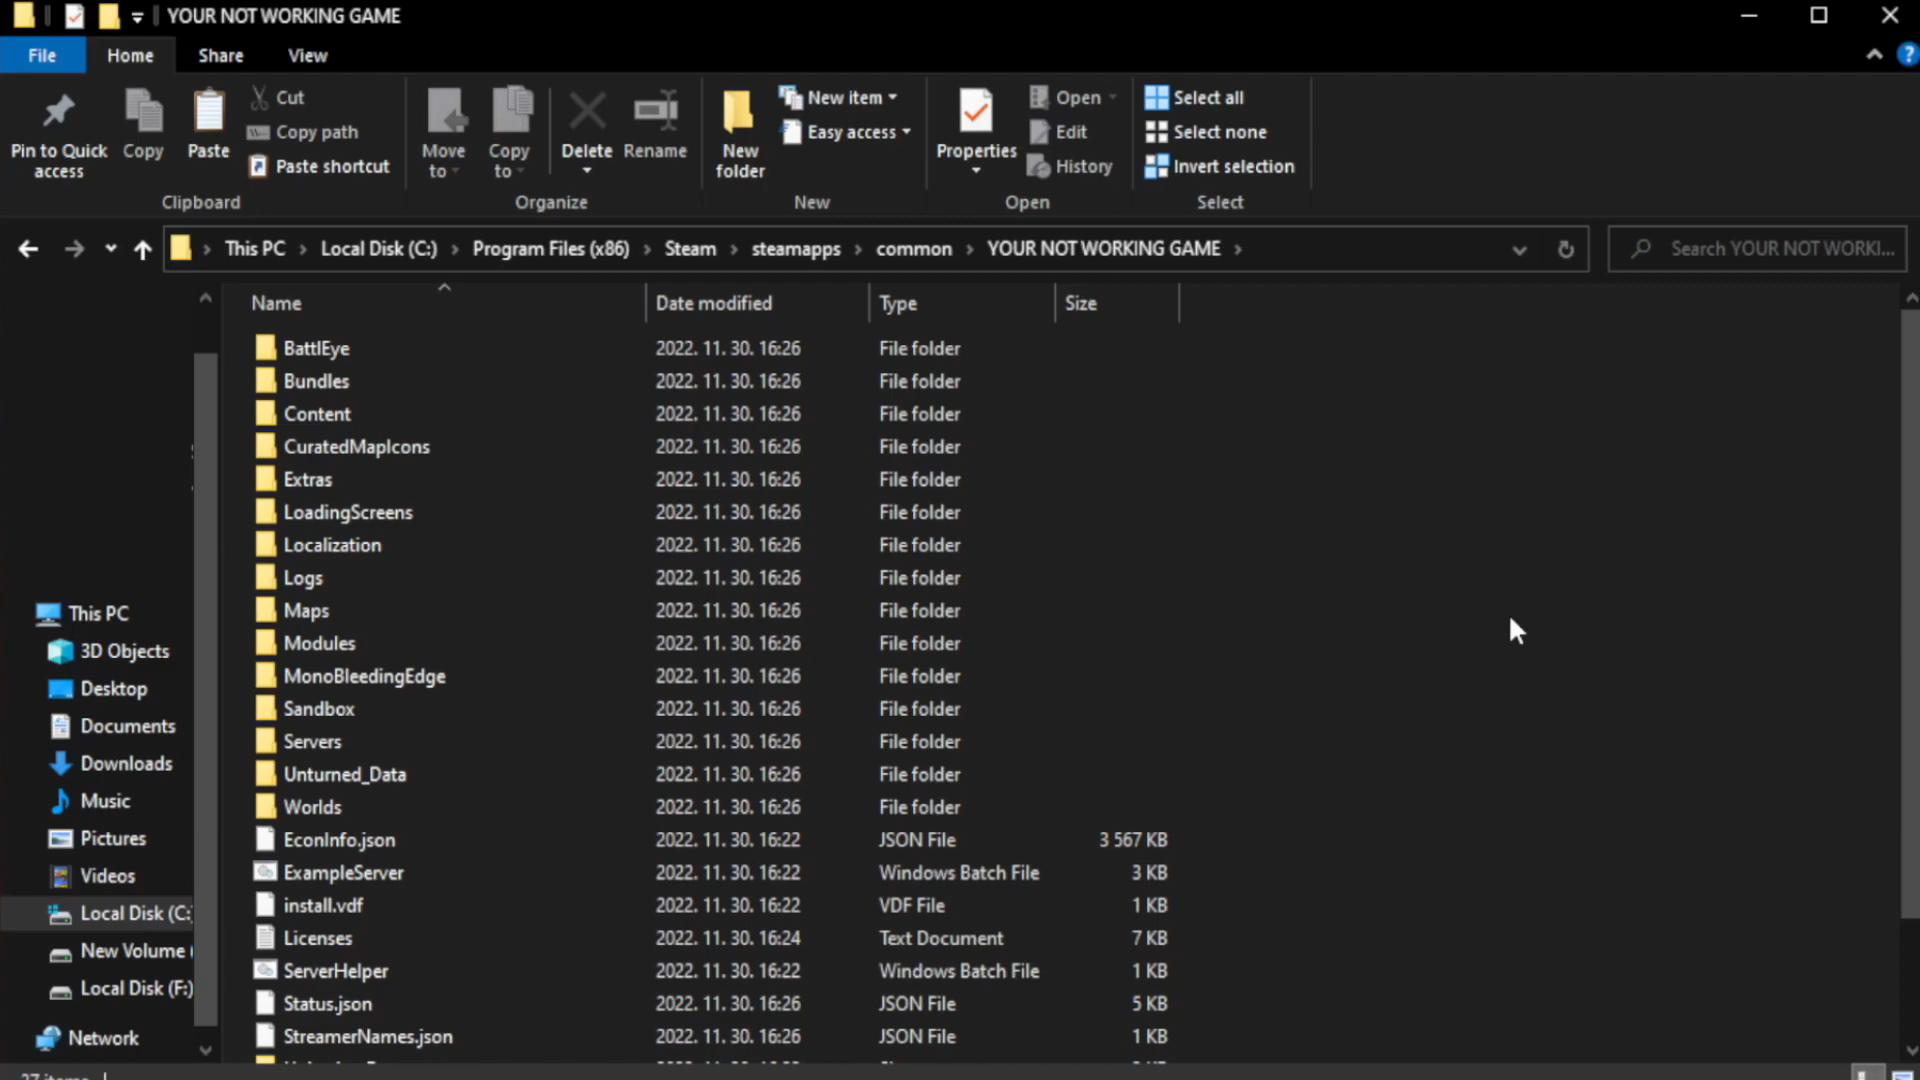 YOUR NOT WORKING GAME
File Home Share View
Pin to Quick access
Copy
Paste
Cut
Copy path
Paste shortcut
Clipboard
Move to
Copy to
Delete
Rename
Organize
New folder
New item
Easy access
New
Properties
Open
Edit
History
Open
Select all
Select none
Invert selection
Select
This PC > Local Disk (C:) > Program Files (x86) > Steam > steamapps > common > YOUR NOT WORKING GAME >
Search YOUR NOT WORKI...
This PC
3D Objects
Desktop
Documents
Downloads
Music
Pictures
Videos
Local Disk (C:
New Volume (
Local Disk (F:)
Network
Name Date modified Type Size
BattlEye 2022. 11. 30. 16:26 File folder
Bundles 2022. 11. 30. 16:26 File folder
Content 2022. 11. 30. 16:26 File folder
CuratedMapIcons 2022. 11. 30. 16:26 File folder
Extras 2022. 11. 30. 16:26 File folder
LoadingScreens 2022. 11. 30. 16:26 File folder
Localization 2022. 11. 30. 16:26 File folder
Logs 2022. 11. 30. 16:26 File folder
Maps 2022. 11. 30. 16:26 File folder
Modules 2022. 11. 30. 16:26 File folder
MonoBleedingEdge 2022. 11. 30. 16:26 File folder
Sandbox 2022. 11. 30. 16:26 File folder
Servers 2022. 11. 30. 16:26 File folder
Unturned_Data 2022. 11. 30. 16:26 File folder
Worlds 2022. 11. 30. 16:26 File folder
EconInfo.json 2022. 11. 30. 16:22 JSON File 3 567 KB
ExampleServer 2022. 11. 30. 16:22 Windows Batch File 3 KB
install.vdf 2022. 11. 30. 16:22 VDF File 1 KB
Licenses 2022. 11. 30. 16:24 Text Document 7 KB
ServerHelper 2022. 11. 30. 16:22 Windows Batch File 1 KB
Status.json 2022. 11. 30. 16:26 JSON File 5 KB
StreamerNames.json 2022. 11. 30. 16:26 JSON File 1 KB